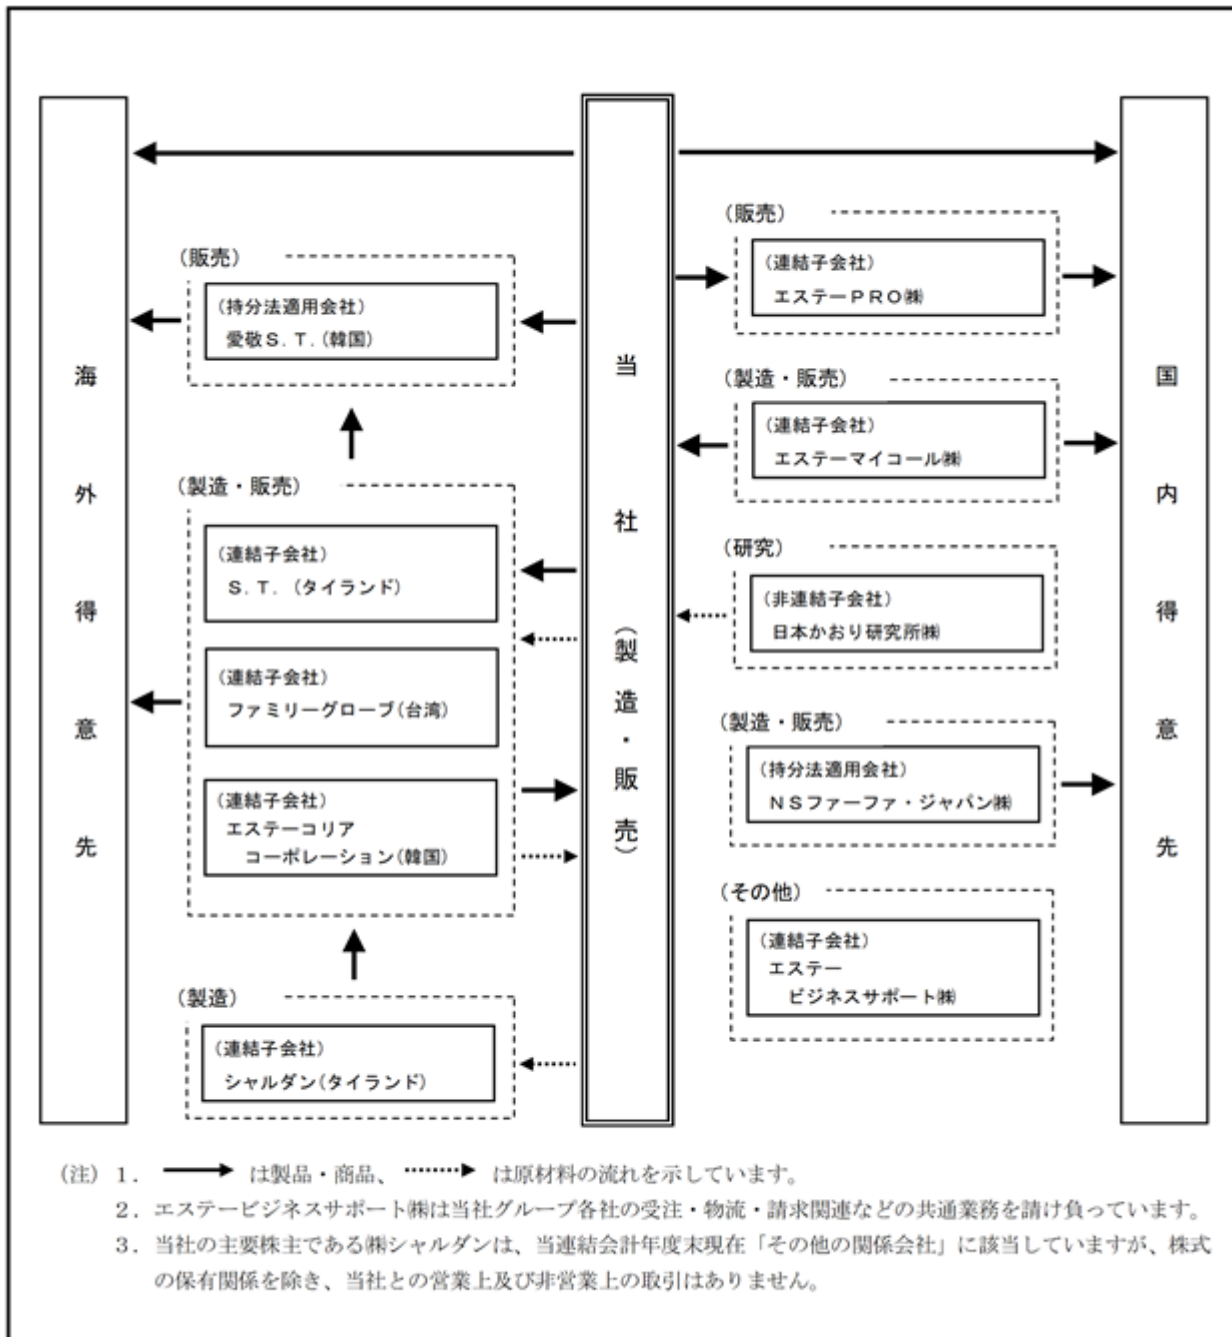 海外得意先
(販売)
(持分法適用会社)
愛敬S.T.(韓国)
(製造・販売)
(連結子会社)
S.T.(タイランド)
(連結子会社)
ファミリーグローブ(台湾)
(連結子会社)
エステーコリア
コーポレーション(韓国)
(製造)
(連結子会社)
シャルダン(タイランド)
当社(製造・販売)
(販売)
(連結子会社)
エステーPRO㈱
(製造・販売)
(連結子会社)
エステーマイコール㈱
(研究)
(非連結子会社)
日本かおり研究所㈱
(製造・販売)
(持分法適用会社)
NSファーファ・ジャパン㈱
(その他)
(連結子会社)
エステー
ビジネスサポート㈱
国内得意先
(注)1. は製品・商品、 は原材料の流れを示しています。
2.エステービジネスサポート㈱は当社グループ各社の受注・物流・請求関連などの共通業務を請け負っています。
3.当社の主要株主である㈱シャルダンは、当連結会計年度末現在「その他の関係会社」に該当していますが、株式
の保有関係を除き、当社との営業上及び非営業上の取引はありません。